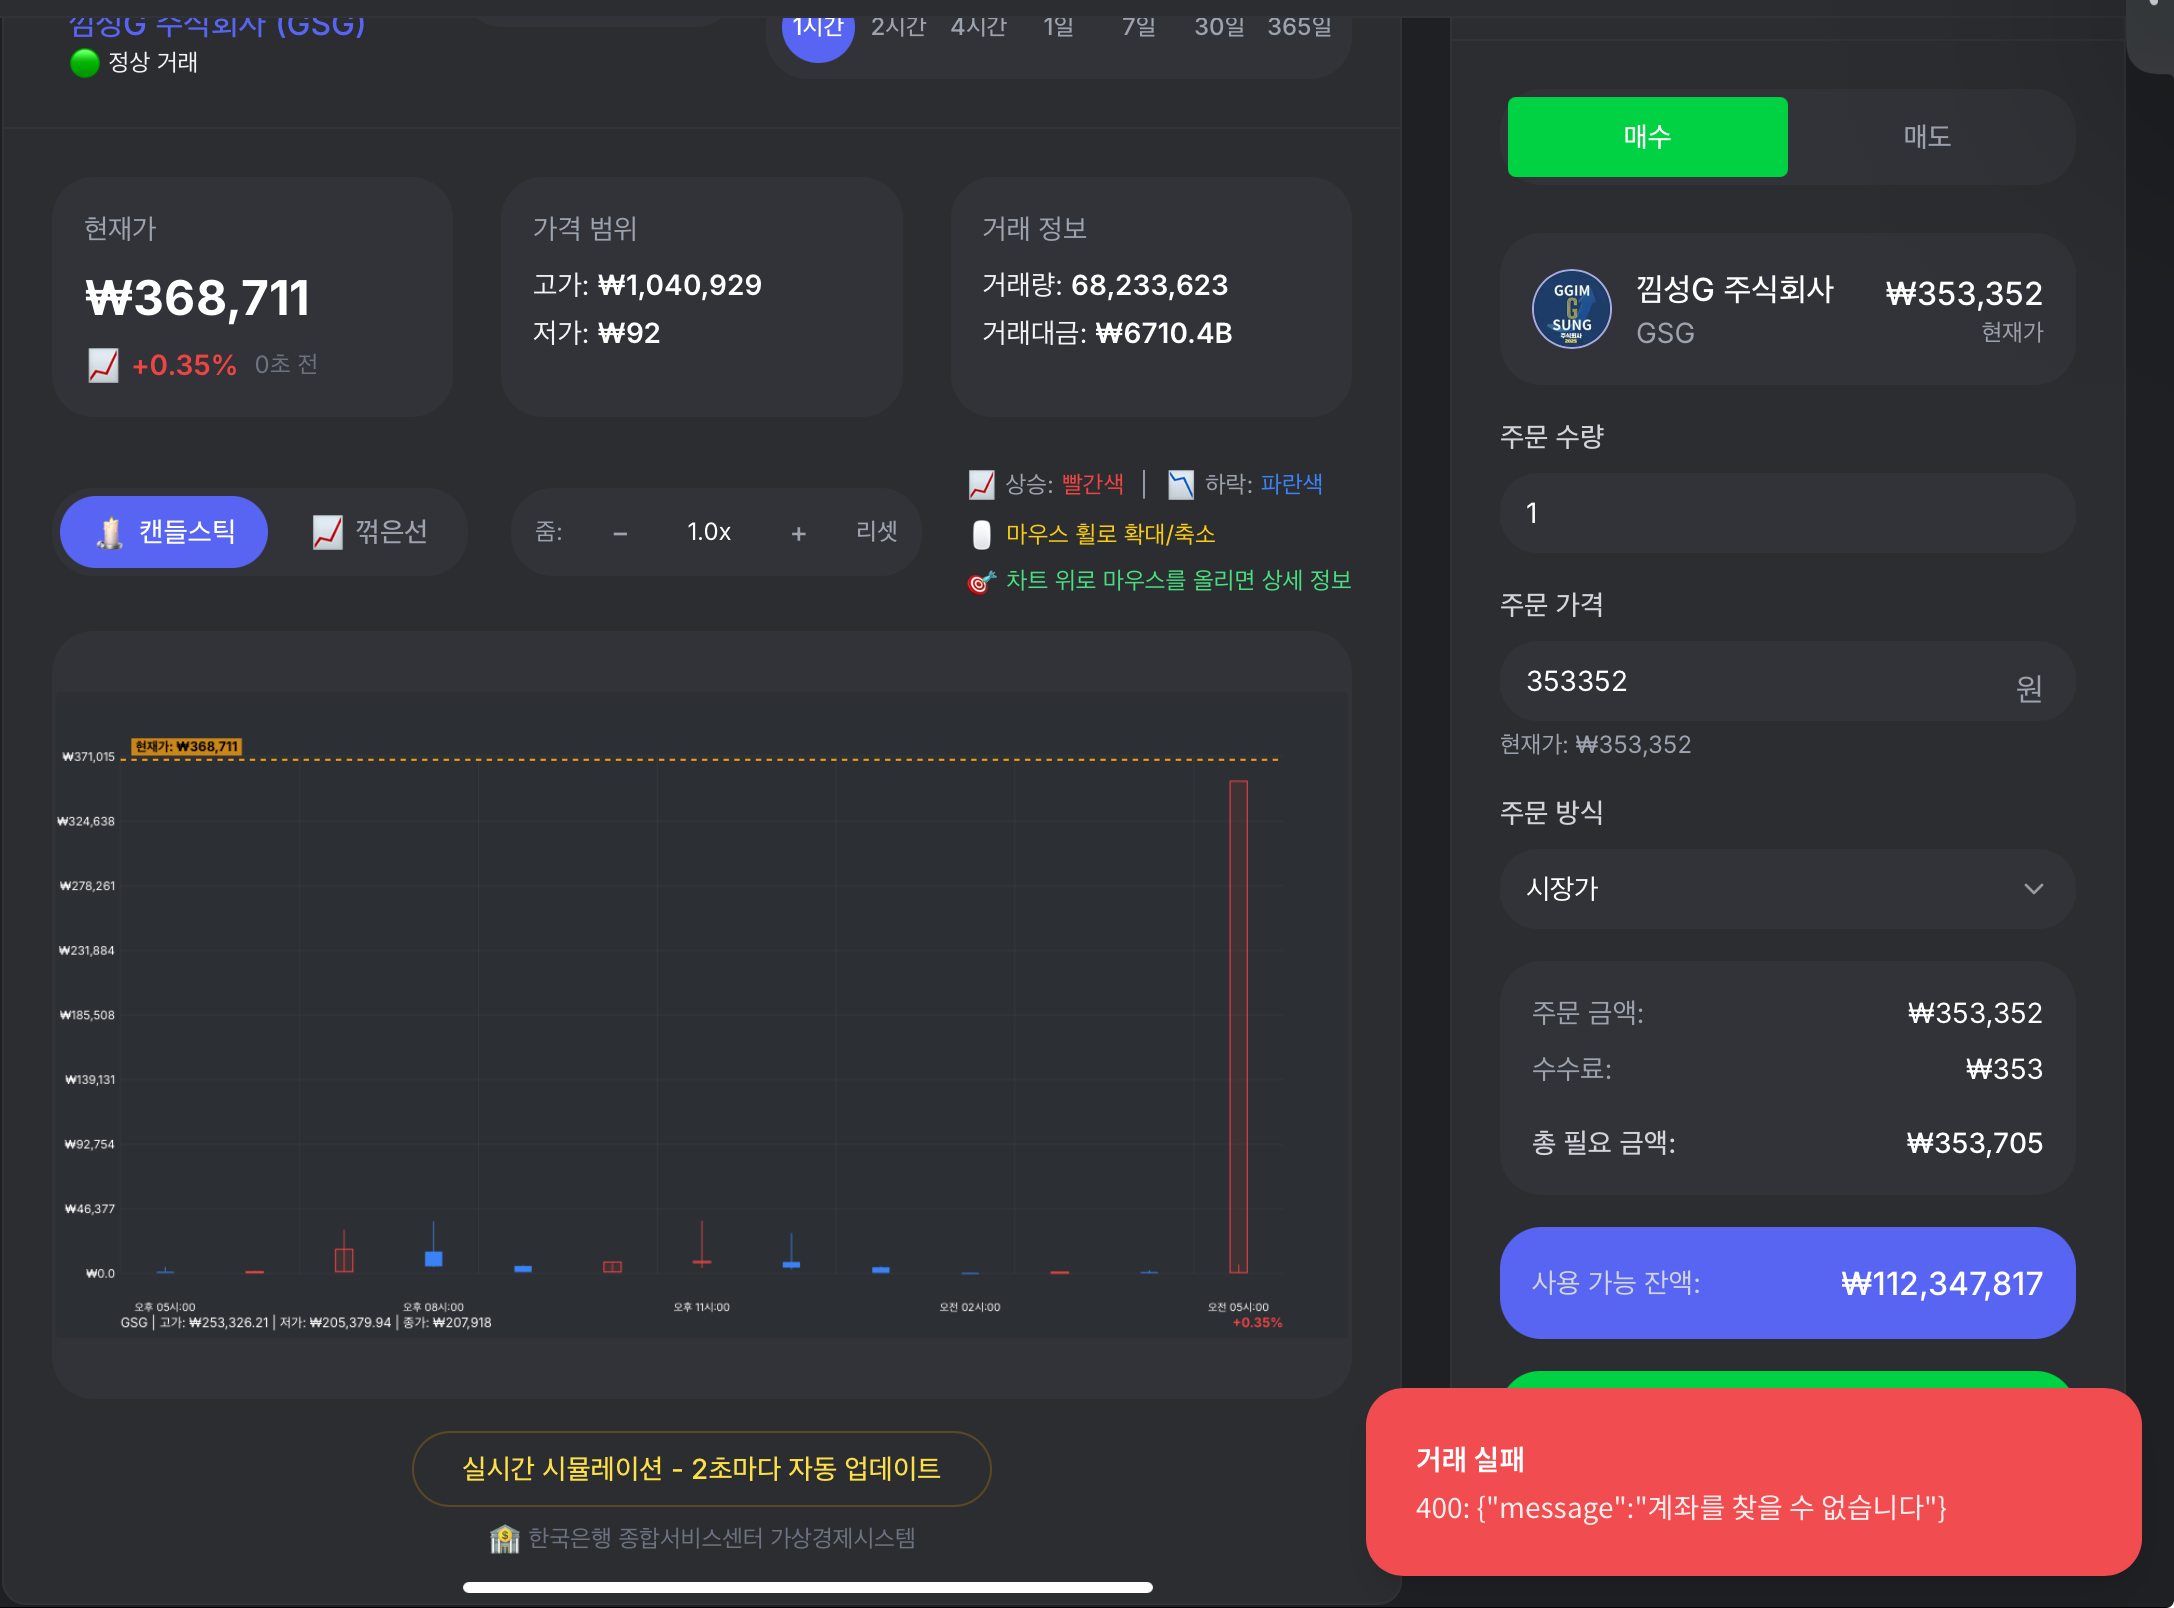 낌성G 주식회사 (GSG)
정상 거래
1시간 2시간 4시간 1일 7일 30일 365일
현재가
₩368,711
+0.35% 0초 전
가격 범위
고가: ₩1,040,929
저가: ₩92
거래 정보
거래량: 68,233,623
거래대금: ₩6710.4B
캔들스틱 꺾은선
줌: − 1.0x + 리셋
상승: 빨간색 | 하락: 파란색
마우스 휠로 확대/축소
차트 위로 마우스를 올리면 상세 정보
현재가: ₩368,711
₩371,015
₩324,638
₩278,261
₩231,884
₩185,508
₩139,131
₩92,754
₩46,377
₩0.0
오후 05시:00 오후 08시:00 오후 11시:00 오전 02시:00 오전 05시:00
GSG | 고가: ₩253,326.21 | 저가: ₩205,379.94 | 종가: ₩207,918
+0.35%
실시간 시뮬레이션 - 2초마다 자동 업데이트
한국은행 종합서비스센터 가상경제시스템
매수 매도
GGIM
G
SUNG
주식회사
2025
낌성G 주식회사
GSG
₩353,352
현재가
주문 수량
1
주문 가격
353352 원
현재가: ₩353,352
주문 방식
시장가
주문 금액: ₩353,352
수수료: ₩353
총 필요 금액: ₩353,705
사용 가능 잔액: ₩112,347,817
거래 실패
400: {"message":"계좌를 찾을 수 없습니다"}